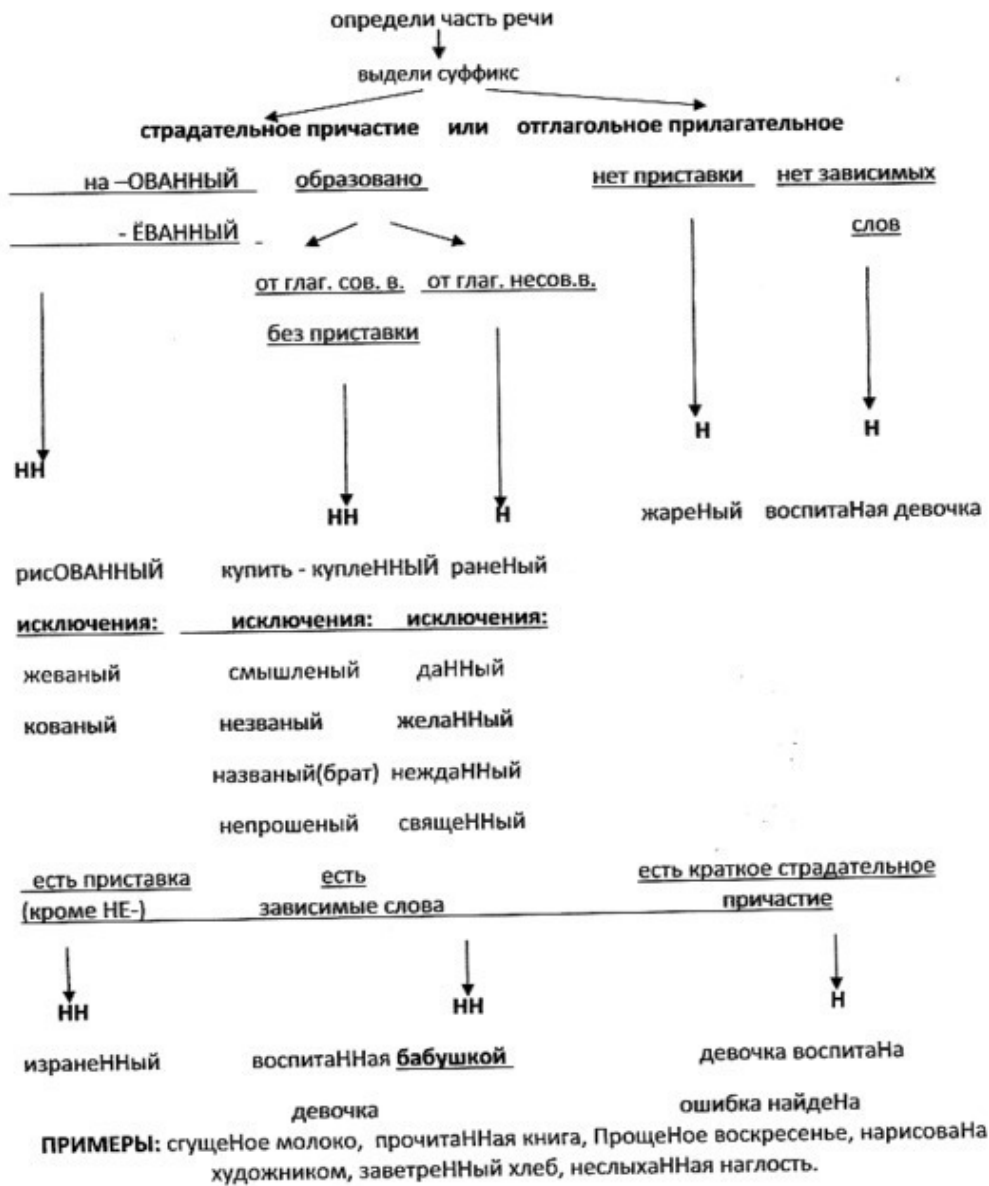 определи часть речи
выдели суффикс
страдательное причастие или отглагольное прилагательное
на –ОВАННЫЙ образовано нет приставки нет зависимых
- ЁВАННЫЙ слов
от глаг. сов. в. от глаг. несов.в.
без приставки
Н Н
НН
НН Н
жареНый воспитаНая девочка
рисОВАННЫЙ купить - куплеННЫЙ ранеНый
исключения: исключения: исключения:
жеваный смышленый даННый
кованый незваный желаННый
названый(брат) неждаННый
непрошеный свящеННый
есть приставка есть есть краткое страдательное
(кроме НЕ-) зависимые слова причастие
НН НН Н
изранеННый воспитаННая бабушкой девочка воспитаНа
девочка ошибка найдеНа
ПРИМЕРЫ: сгущеНое молоко, прочитаННая книга, ПрощеНое воскресенье, нарисоваНа
художником, заветреННый хлеб, неслыхаННая наглость.